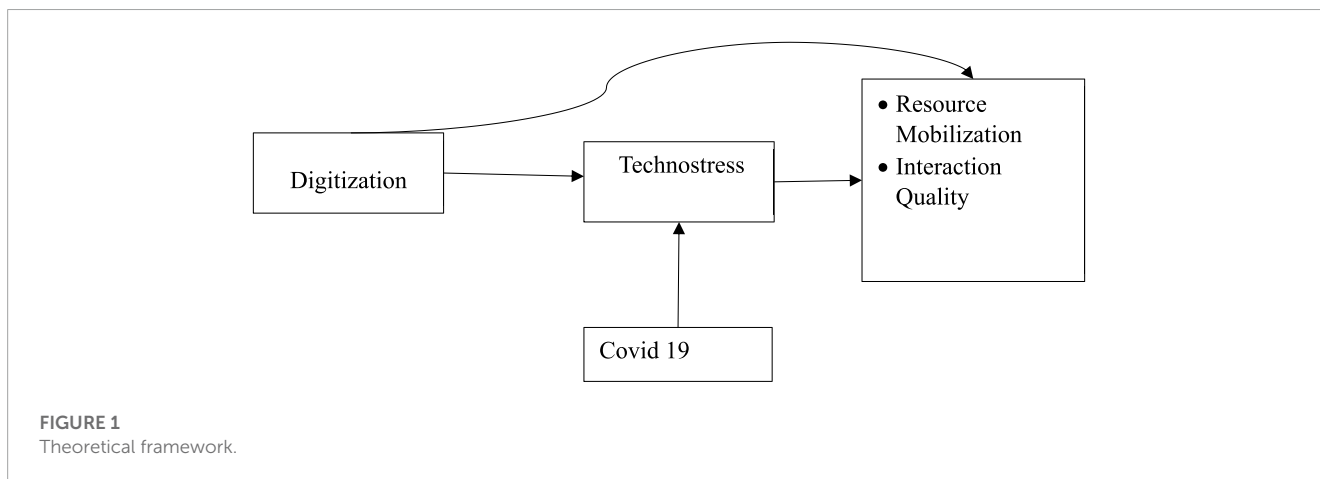 Digitization
Technostress
• Resource
Mobilization
• Interaction
Quality
Covid 19
FIGURE 1
Theoretical framework.